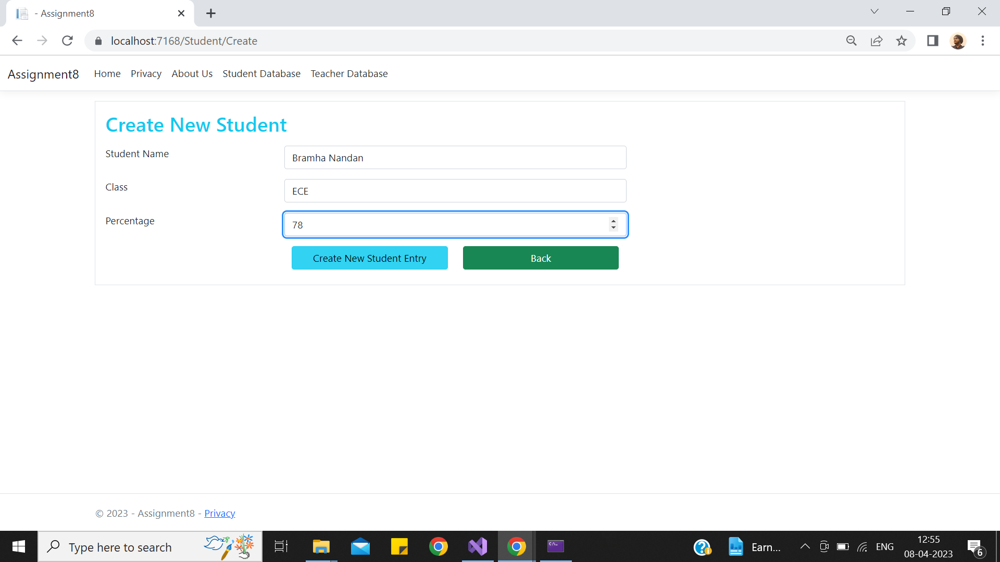 - Assignment8
localhost:7168/Student/Create
Assignment8 Home Privacy About Us Student Database Teacher Database
Create New Student
Student Name Bramha Nandan
Class ECE
Percentage 78
Create New Student Entry Back
© 2023 - Assignment8 - Privacy
Type here to search Earn... ENG 12:55
08-04-2023 6